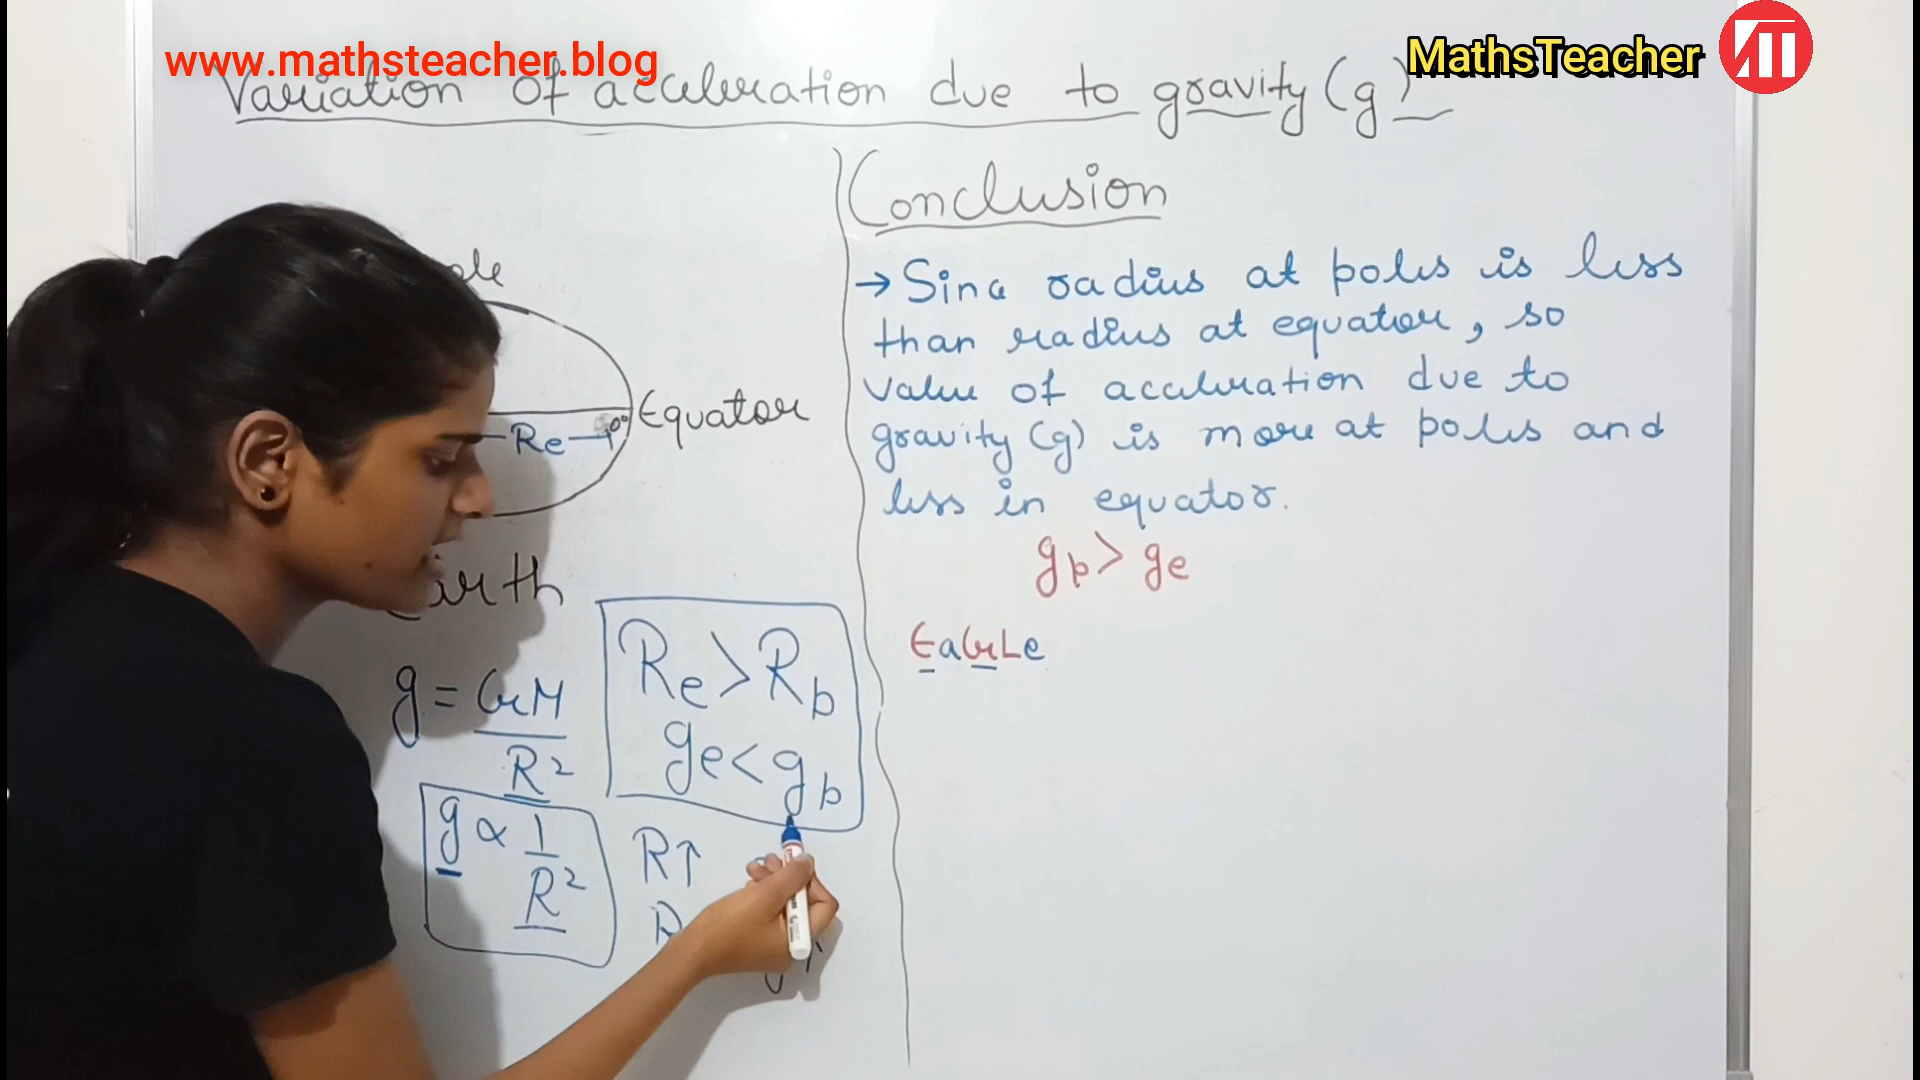 www.mathsteacher.blog
MathsTeacher
Variation of acceleration due to gravity (g)
Equator
Re
0°
g = GM
R²
g ∝ 1
R²
Re > Rp
ge < gp
R↑
Conclusion
→ Since radius at poles is less
than radius at equator, so
value of acceleration due to
gravity (g) is more at poles and
less in equator.
gp > ge
EaGLe